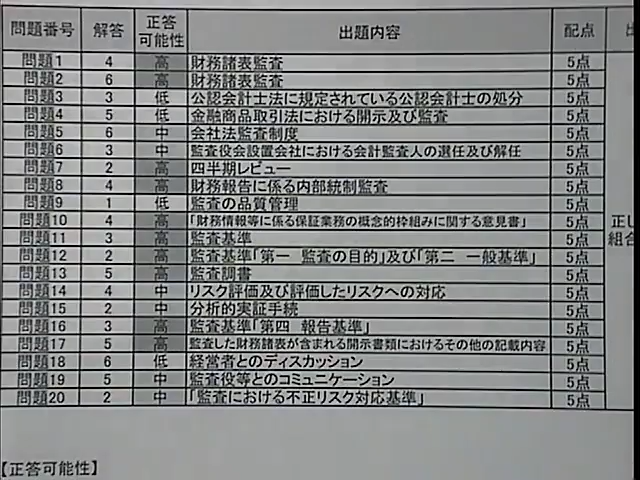 問題番号 解答 正答可能性 出題内容 配点
問題1 4 高 財務諸表監査 5点
問題2 6 高 財務諸表監査 5点
問題3 3 低 公認会計士法に規定されている公認会計士の処分 5点
問題4 5 低 金融商品取引法における開示及び監査 5点
問題5 6 中 会社法監査制度 5点
問題6 3 中 監査役会設置会社における会計監査人の選任及び解任 5点
問題7 2 高 四半期レビュー 5点
問題8 4 高 財務報告に係る内部統制監査 5点
問題9 1 低 監査の品質管理 5点
問題10 4 高 「財務情報等に係る保証業務の概念的枠組みに関する意見書」 5点
問題11 3 高 監査基準 5点
問題12 2 高 監査基準「第一 監査の目的」及び「第二 一般基準」 5点
問題13 5 高 監査調書 5点
問題14 4 中 リスク評価及び評価したリスクへの対応 5点
問題15 2 中 分析的実証手続 5点
問題16 3 高 監査基準「第四 報告基準」 5点
問題17 5 高 監査した財務諸表が含まれる開示書類におけるその他の記載内容 5点
問題18 6 低 経営者とのディスカッション 5点
問題19 5 中 監査役等とのコミュニケーション 5点
問題20 2 中 「監査における不正リスク対応基準」 5点
正し
組合
【正答可能性】